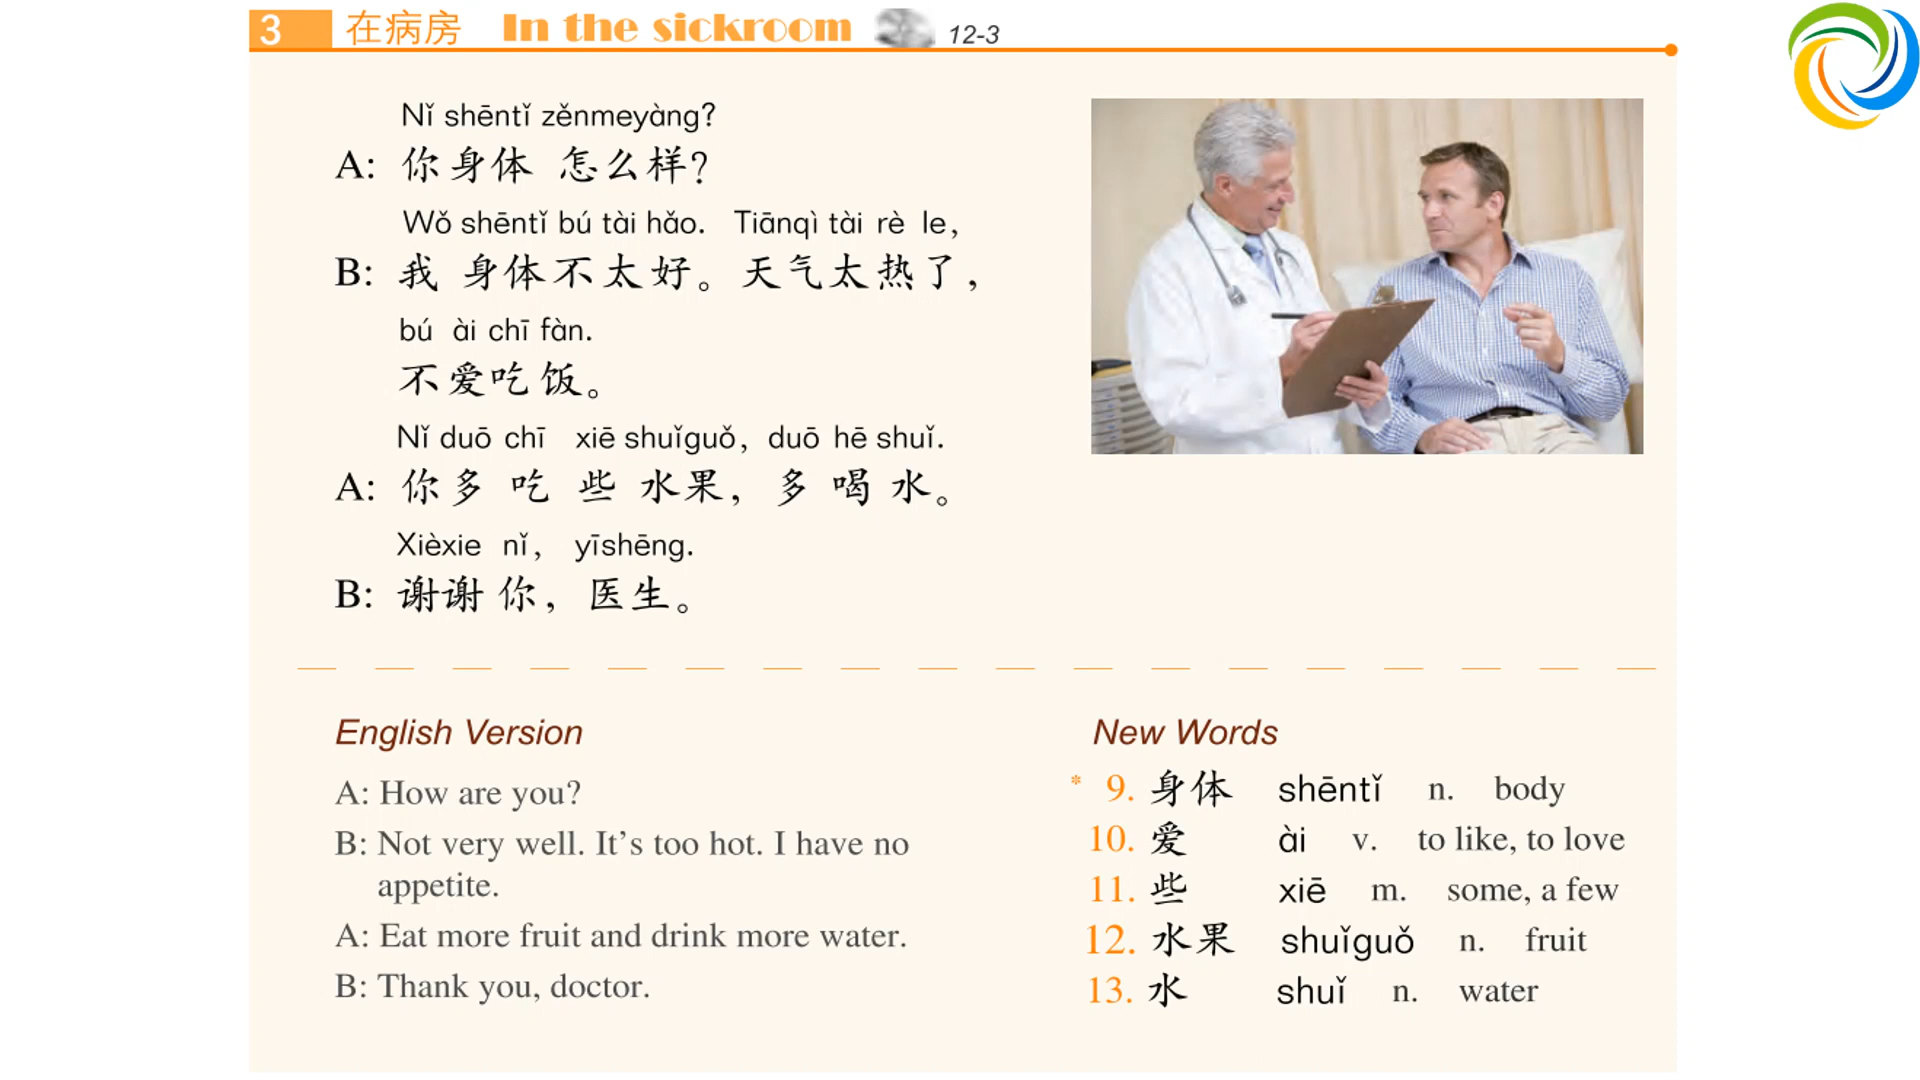 3 在病房 In the sickroom 12-3
Nǐ shēntǐ zěnmeyàng?
A: 你身体 怎么样?
Wǒ shēntǐ bú tài hǎo. Tiānqì tài rè le,
B: 我 身体不太好。天气太热了,
bú ài chī fàn.
不爱吃饭。
Nǐ duō chī xiē shuǐguǒ, duō hē shuǐ.
A: 你多 吃 些 水果, 多 喝 水。
Xièxie nǐ, yīshēng.
B: 谢谢 你, 医生。
English Version
A: How are you?
B: Not very well. It's too hot. I have no
appetite.
A: Eat more fruit and drink more water.
B: Thank you, doctor.
New Words
* 9. 身体 shēntǐ n. body
10. 爱 ài v. to like, to love
11. 些 xiē m. some, a few
12. 水果 shuǐguǒ n. fruit
13. 水 shuǐ n. water